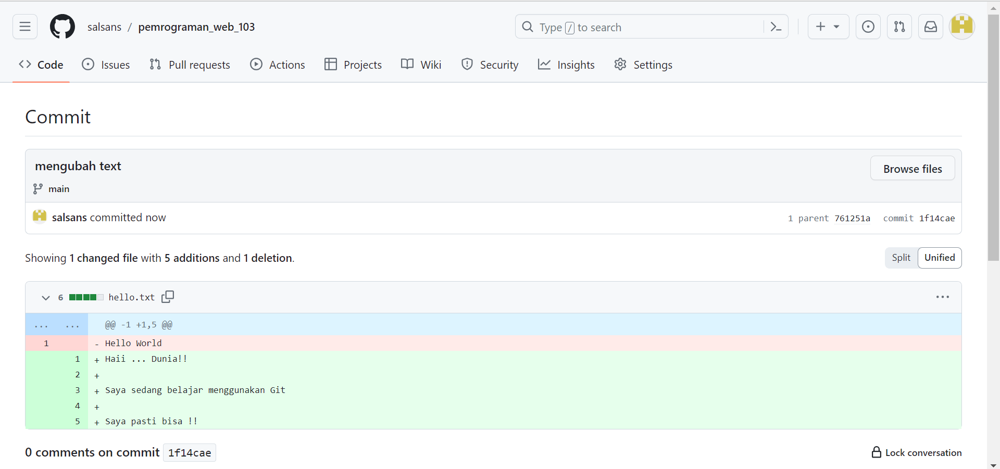 salsans / pemrograman_web_103
Type / to search
Code Issues Pull requests Actions Projects Wiki Security Insights Settings
Commit
mengubah text
Browse files
main
salsans committed now
1 parent 761251a commit 1f14cae
Showing 1 changed file with 5 additions and 1 deletion.
Split Unified
6 hello.txt
... ... @@ -1 +1,5 @@
1 - Hello World
1 + Haii ... Dunia!!
2 +
3 + Saya sedang belajar menggunakan Git
4 +
5 + Saya pasti bisa !!
0 comments on commit 1f14cae
Lock conversation